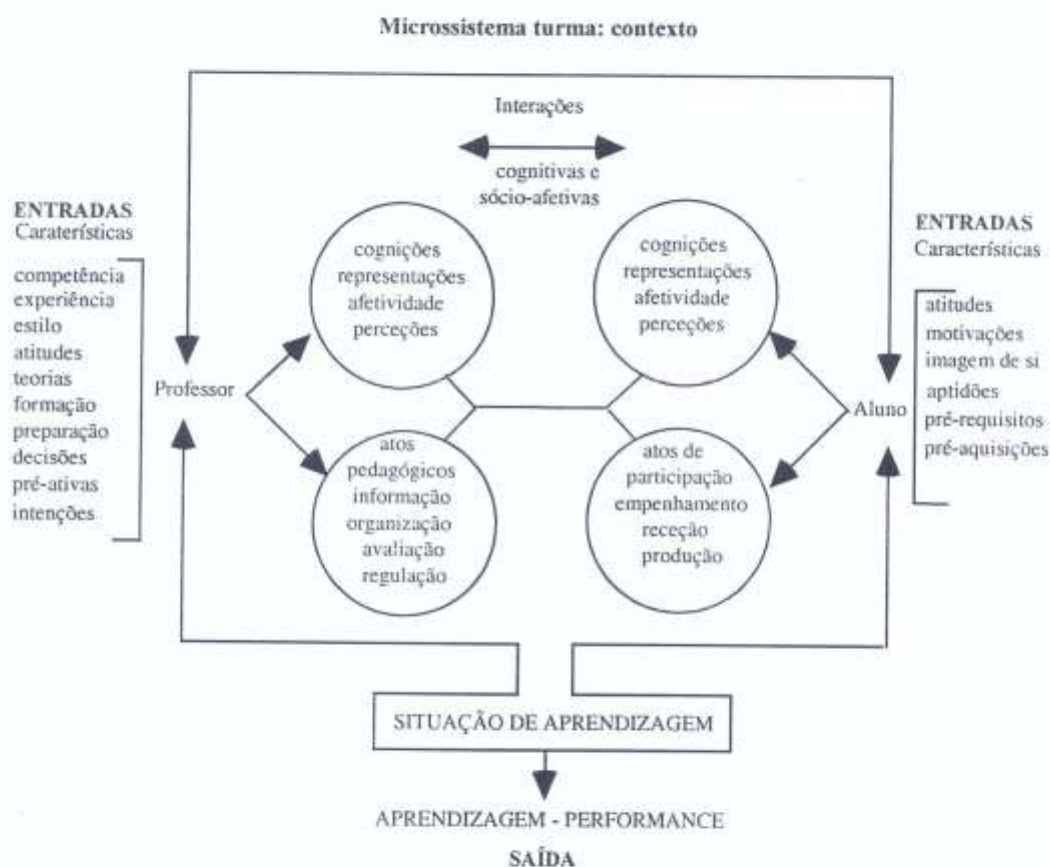 Microssistema turma: contexto
Interações
cognitivas e
sócio-afetivas
ENTRADAS
Caraterísticas
competência
experiência
estilo
atitudes
teorias
formação
preparação
decisões
pré-ativas
intenções
Professor
cognições
representações
afetividade
perceções
atos
pedagógicos
informação
organização
avaliação
regulação
cognições
representações
afetividade
perceções
atos de
participação
empenhamento
receção
produção
Aluno
ENTRADAS
Características
atitudes
motivações
imagem de si
aptidões
pré-requisitos
pré-aquisições
SITUAÇÃO DE APRENDIZAGEM
APRENDIZAGEM - PERFORMANCE
SAÍDA